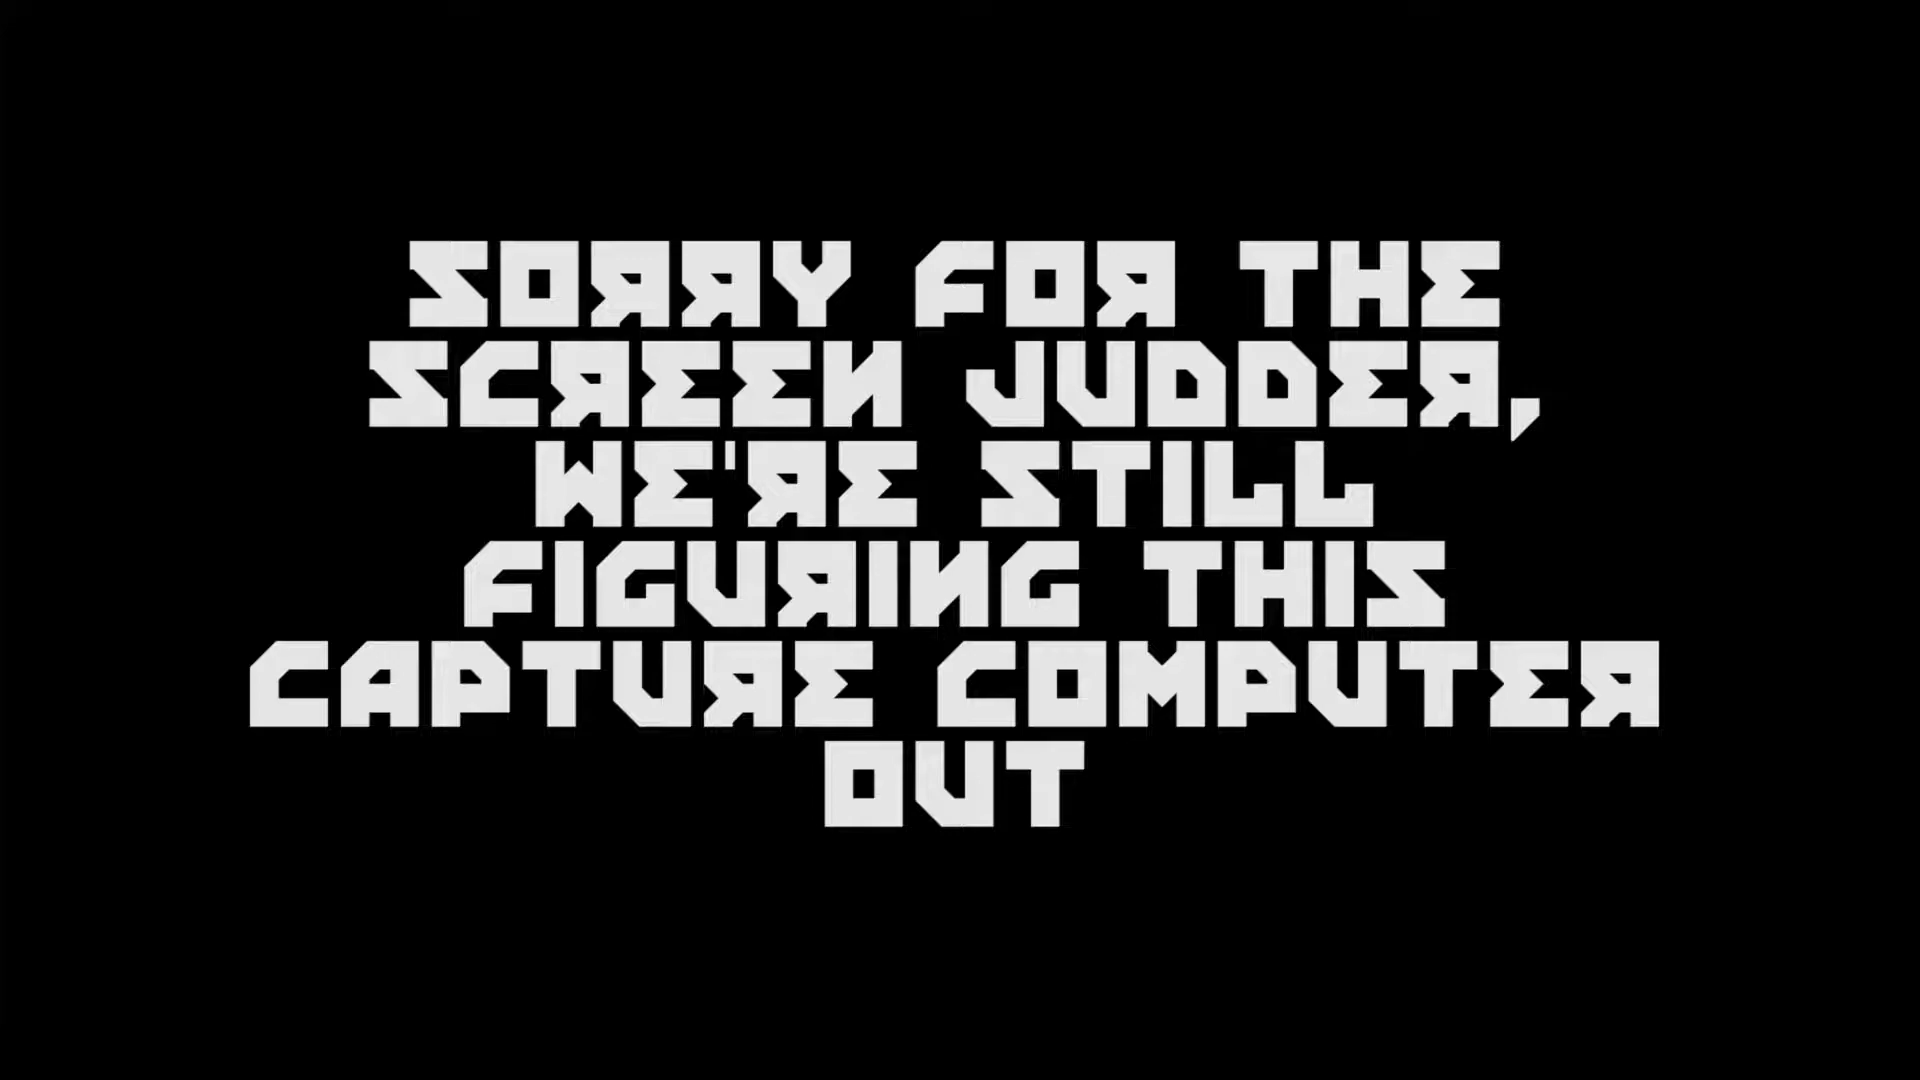 SORRY FOR THE
SCREEN JUDDER,
WE'RE STILL
FIGURING THIS
CAPTURE COMPUTER
OUT